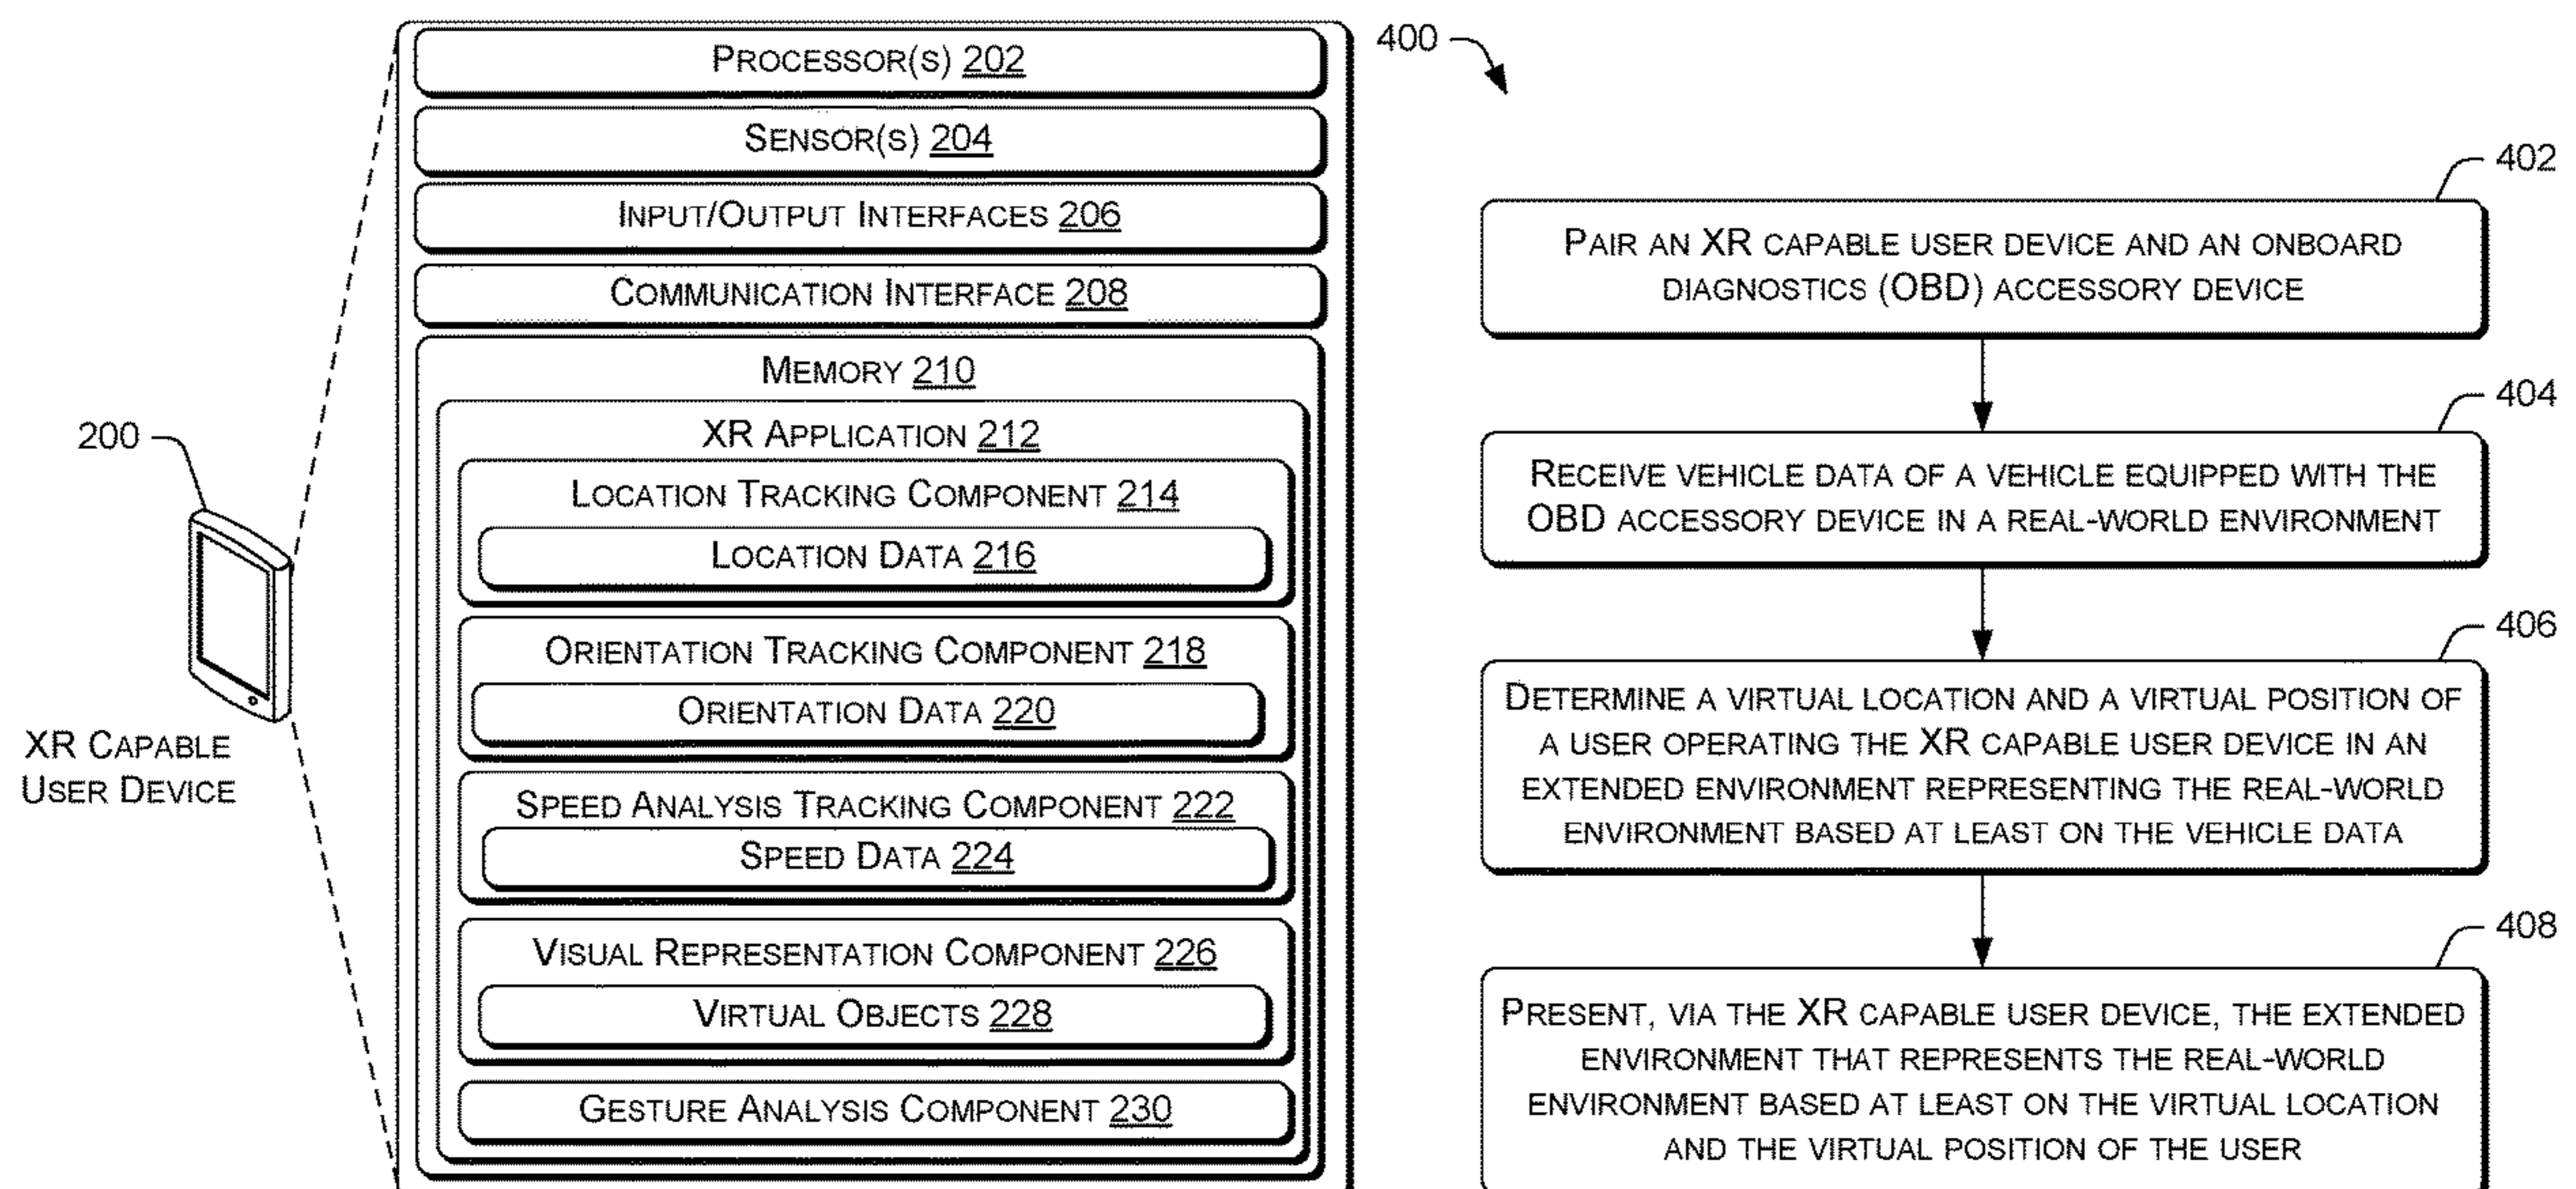 200
XR CAPABLE
USER DEVICE
PROCESSOR(S) 202
SENSOR(S) 204
INPUT/OUTPUT INTERFACES 206
COMMUNICATION INTERFACE 208
MEMORY 210
XR APPLICATION 212
LOCATION TRACKING COMPONENT 214
LOCATION DATA 216
ORIENTATION TRACKING COMPONENT 218
ORIENTATION DATA 220
SPEED ANALYSIS TRACKING COMPONENT 222
SPEED DATA 224
VISUAL REPRESENTATION COMPONENT 226
VIRTUAL OBJECTS 228
GESTURE ANALYSIS COMPONENT 230
400
402
PAIR AN XR CAPABLE USER DEVICE AND AN ONBOARD
DIAGNOSTICS (OBD) ACCESSORY DEVICE
404
RECEIVE VEHICLE DATA OF A VEHICLE EQUIPPED WITH THE
OBD ACCESSORY DEVICE IN A REAL-WORLD ENVIRONMENT
406
DETERMINE A VIRTUAL LOCATION AND A VIRTUAL POSITION OF
A USER OPERATING THE XR CAPABLE USER DEVICE IN AN
EXTENDED ENVIRONMENT REPRESENTING THE REAL-WORLD
ENVIRONMENT BASED AT LEAST ON THE VEHICLE DATA
408
PRESENT, VIA THE XR CAPABLE USER DEVICE, THE EXTENDED
ENVIRONMENT THAT REPRESENTS THE REAL-WORLD
ENVIRONMENT BASED AT LEAST ON THE VIRTUAL LOCATION
AND THE VIRTUAL POSITION OF THE USER